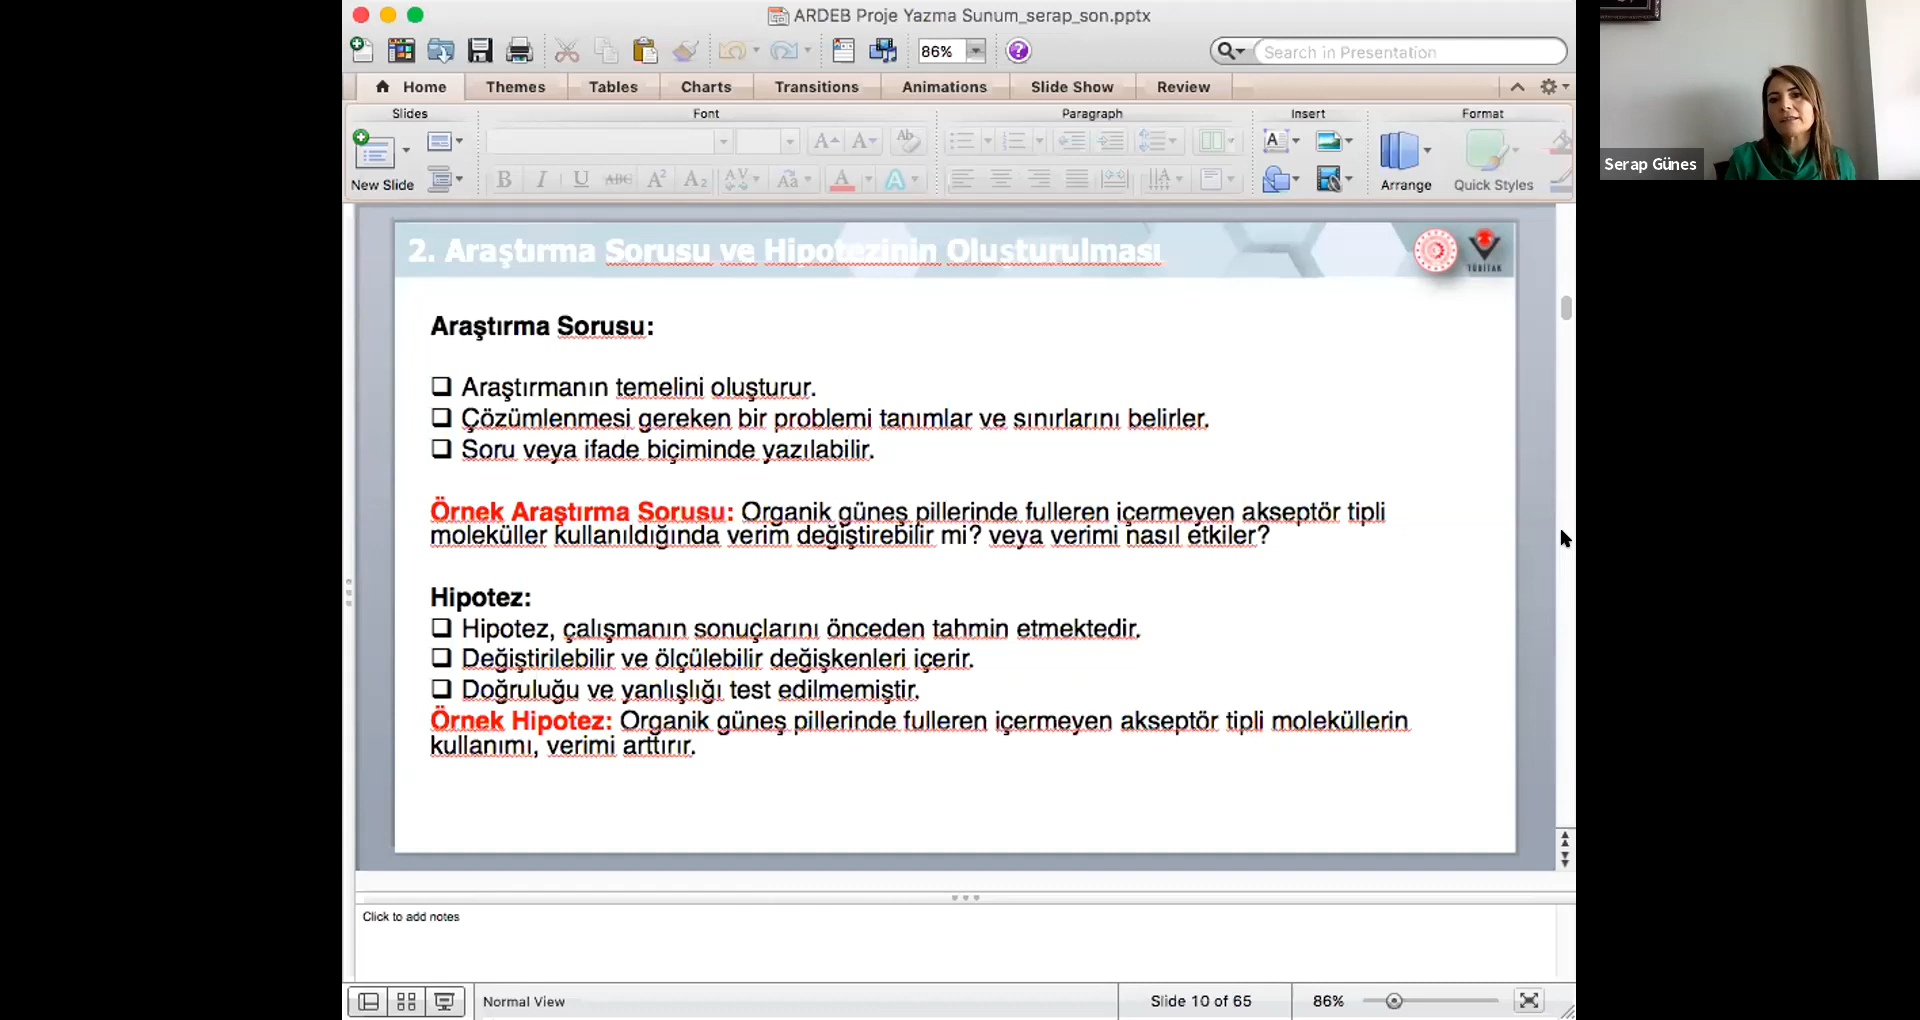 ARDEB Proje Yazma Sunum_serap_son.pptx
86%
Search in Presentation
Home
Themes
Tables
Charts
Transitions
Animations
Slide Show
Review
Slides
Font
Paragraph
Insert
Format
New Slide
Arrange
Quick Styles
Serap Günes
2. Araştırma Sorusu ve Hipotezinin Oluşturulması
TÜBİTAK
Araştırma Sorusu:
Araştırmanın temelini oluşturur.
Çözümlenmesi gereken bir problemi tanımlar ve sınırlarını belirler.
Soru veya ifade biçiminde yazılabilir.
Örnek Araştırma Sorusu: Organik güneş pillerinde fulleren içermeyen akseptör tipli
moleküller kullanıldığında verim değiştirebilir mi? veya verimi nasıl etkiler?
Hipotez:
Hipotez, çalışmanın sonuçlarını önceden tahmin etmektedir.
Değiştirilebilir ve ölçülebilir değişkenleri içerir.
Doğruluğu ve yanlışlığı test edilmemiştir.
Örnek Hipotez: Organik güneş pillerinde fulleren içermeyen akseptör tipli moleküllerin
kullanımı, verimi arttırır.
Click to add notes
Normal View
Slide 10 of 65
86%